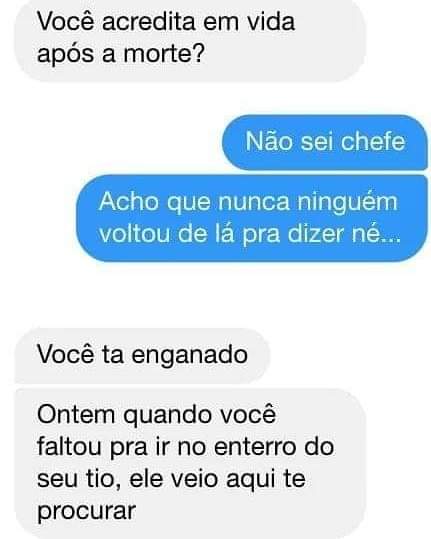 Você acredita em vida
após a morte?
Não sei chefe
Acho que nunca ninguém
voltou de lá pra dizer né...
Você ta enganado
Ontem quando você
faltou pra ir no enterro do
seu tio, ele veio aqui te
procurar